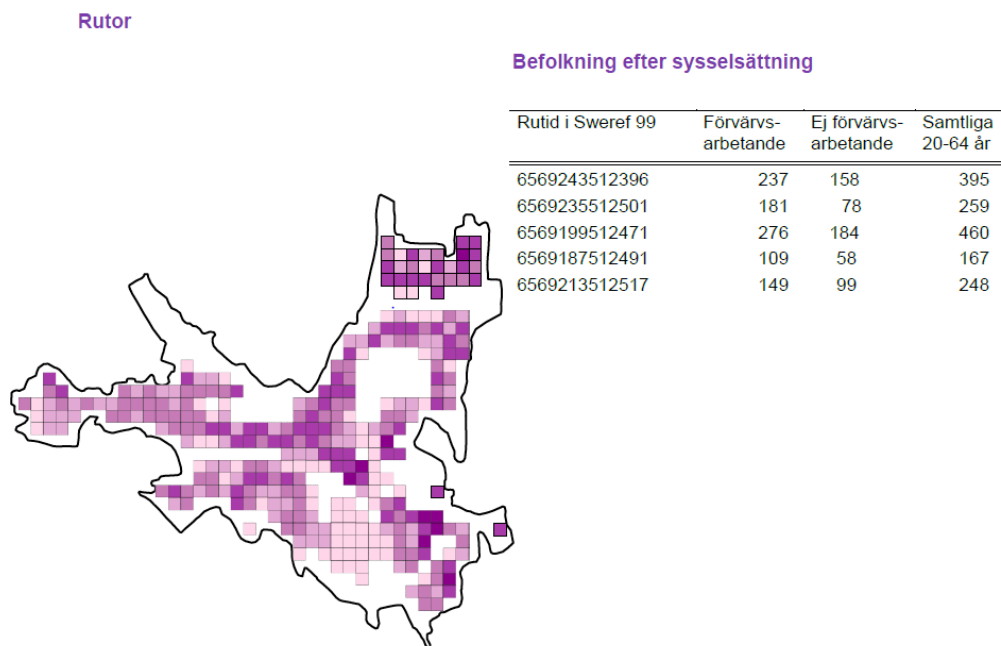 Rutor
Befolkning efter sysselsättning
Rutid i Sweref 99 Förvärvs- Ej förvärvs- Samtliga
arbetande arbetande 20-64 år
6569243512396 237 158 395
6569235512501 181 78 259
6569199512471 276 184 460
6569187512491 109 58 167
6569213512517 149 99 248